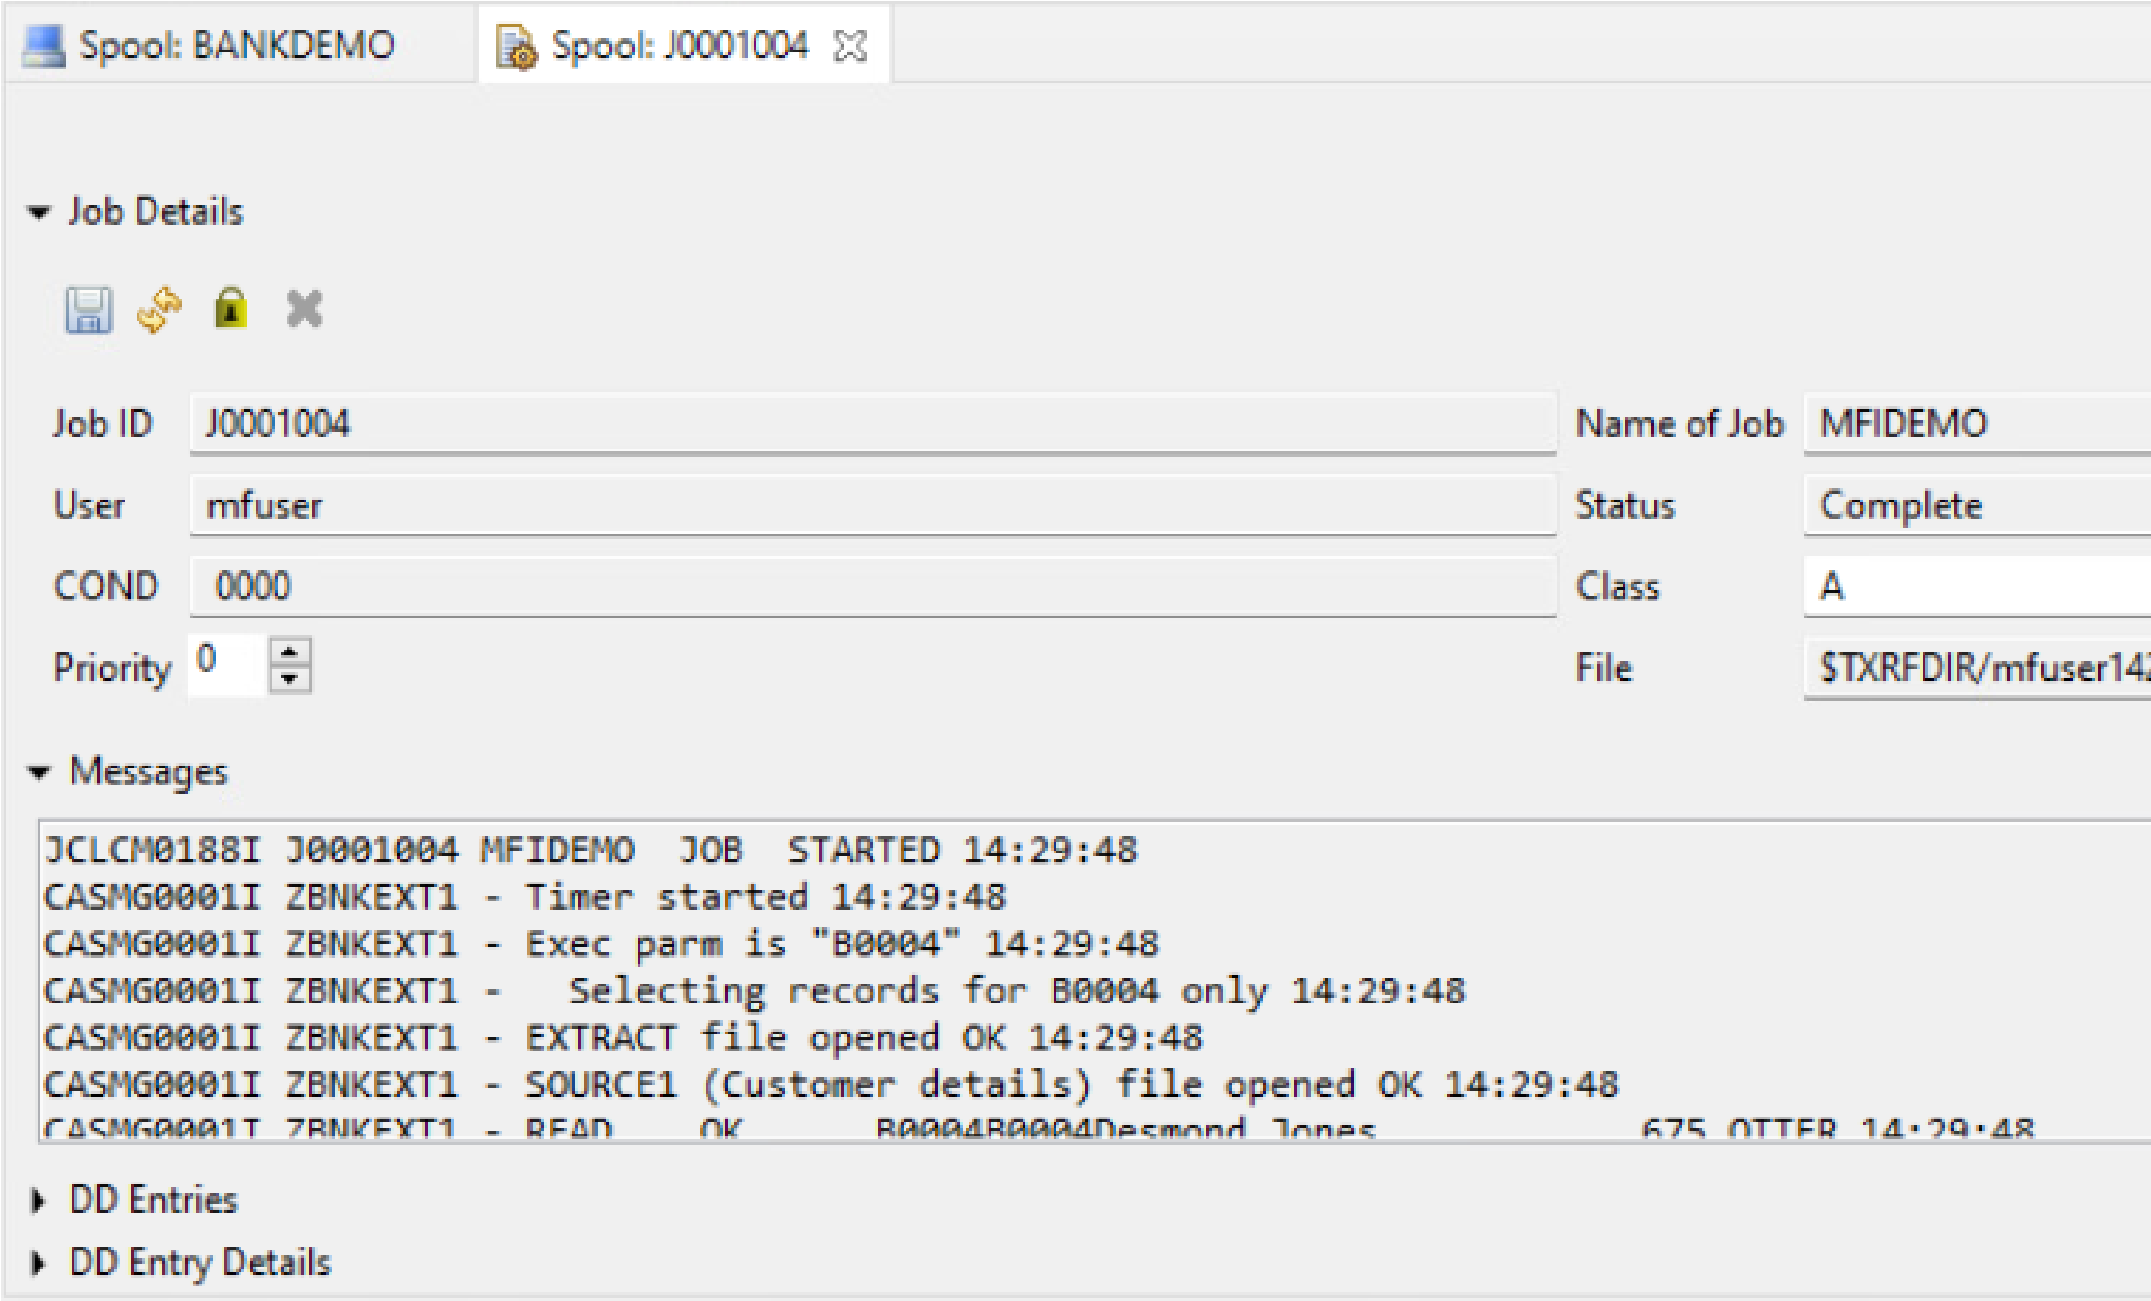 Spool: BANKDEMO Spool: J0001004
Job Details
Job ID J0001004 Name of Job MFIDEMO
User mfuser Status Complete
COND 0000 Class A
Priority 0 File $TXRFDIR/mfuser142
Messages
JCLCM0188I J0001004 MFIDEMO JOB STARTED 14:29:48
CASMG0001I ZBNKEXT1 - Timer started 14:29:48
CASMG0001I ZBNKEXT1 - Exec parm is "B0004" 14:29:48
CASMG0001I ZBNKEXT1 - Selecting records for B0004 only 14:29:48
CASMG0001I ZBNKEXT1 - EXTRACT file opened OK 14:29:48
CASMG0001I ZBNKEXT1 - SOURCE1 (Customer details) file opened OK 14:29:48
CASMG0001I ZBNKEXT1 - READ OK B0004B0004Desmond Jones 675 OTTER 14:29:48
DD Entries
DD Entry Details